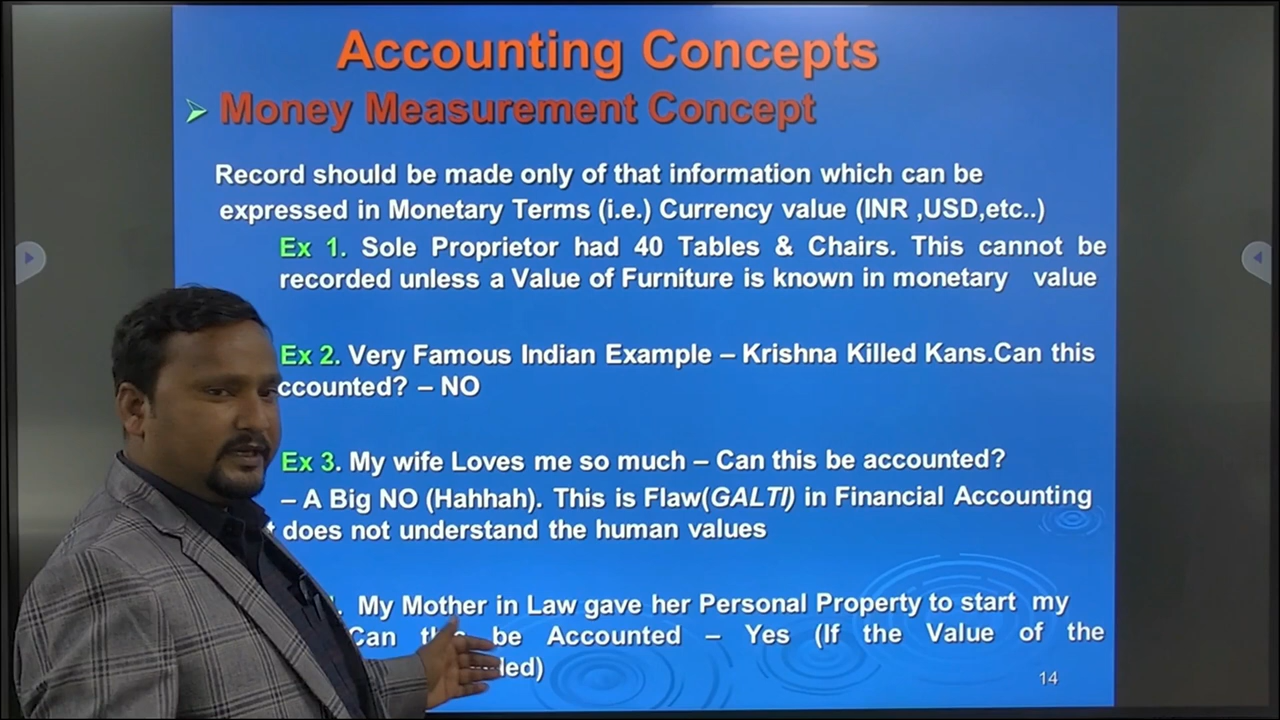 Accounting Concepts
Money Measurement Concept
Record should be made only of that information which can be
expressed in Monetary Terms (i.e.) Currency value (INR ,USD,etc..)
Ex 1. Sole Proprietor had 40 Tables & Chairs. This cannot be
recorded unless a Value of Furniture is known in monetary value
Ex 2. Very Famous Indian Example – Krishna Killed Kans.Can this
ccounted? – NO
Ex 3. My wife Loves me so much – Can this be accounted?
– A Big NO (Hahhah). This is Flaw(GALTI) in Financial Accounting
does not understand the human values
My Mother in Law gave her Personal Property to start my
Can be Accounted – Yes (If the Value of the
14